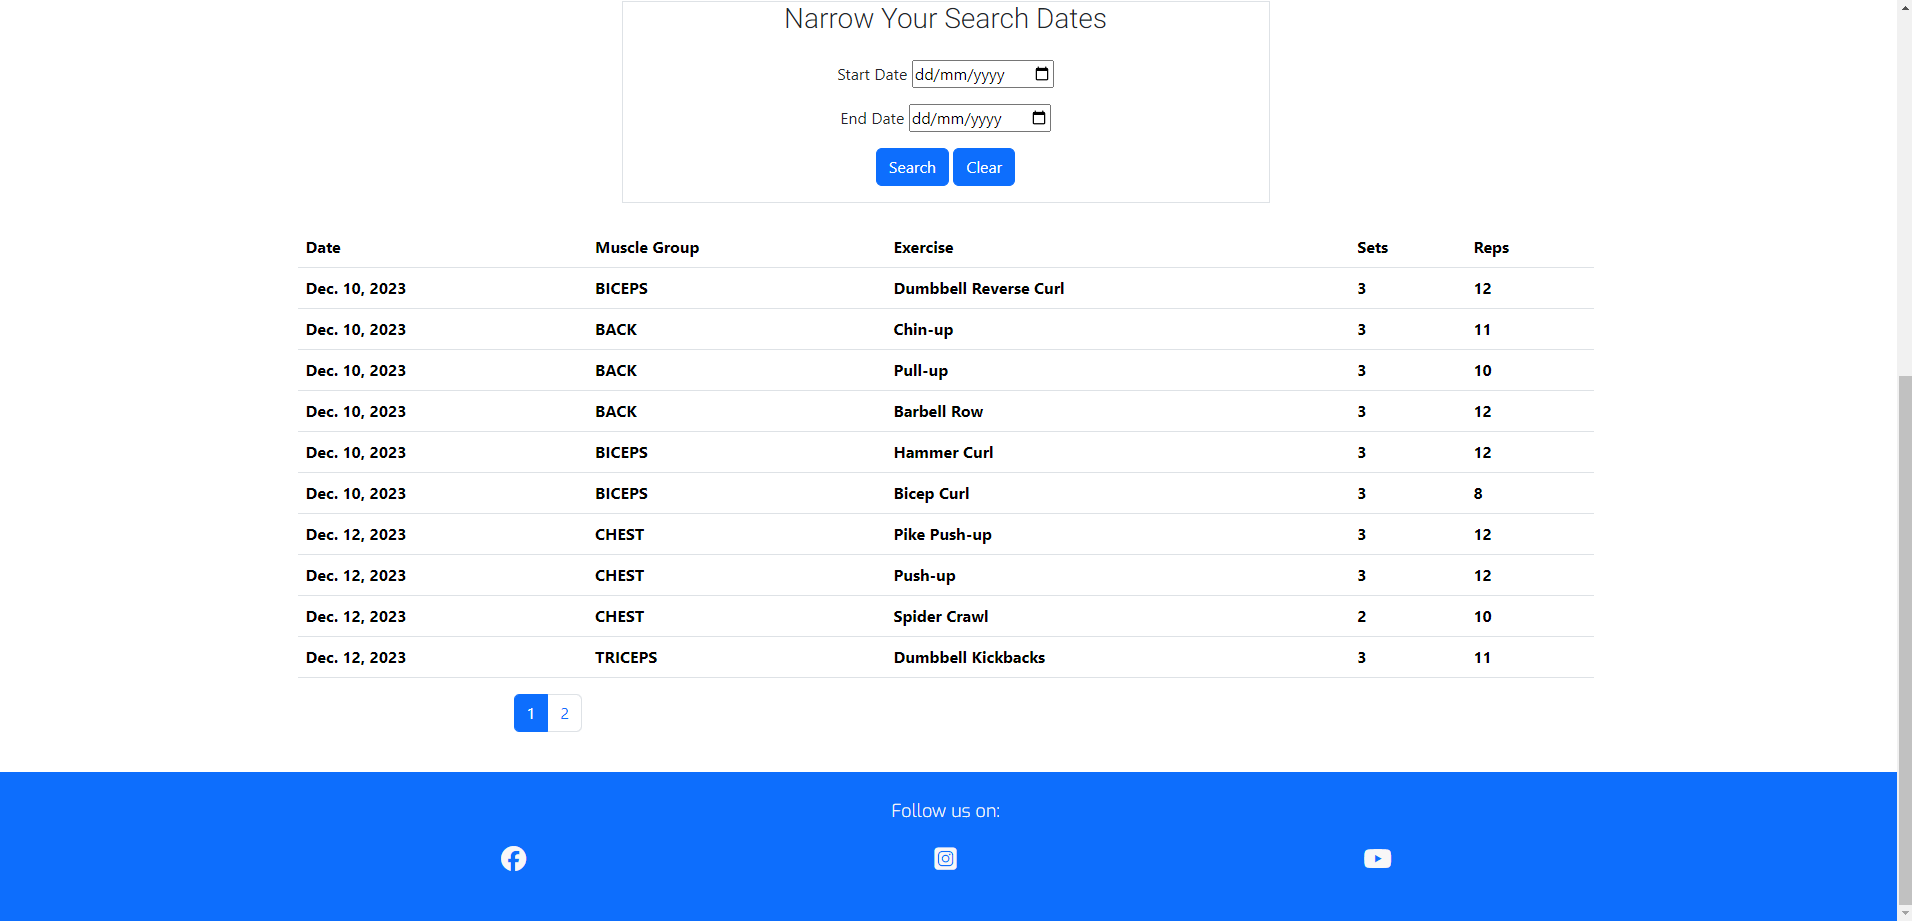 Narrow Your Search Dates
Start Date dd/mm/yyyy
End Date dd/mm/yyyy
Search Clear
Date Muscle Group Exercise Sets Reps
Dec. 10, 2023 BICEPS Dumbbell Reverse Curl 3 12
Dec. 10, 2023 BACK Chin-up 3 11
Dec. 10, 2023 BACK Pull-up 3 10
Dec. 10, 2023 BACK Barbell Row 3 12
Dec. 10, 2023 BICEPS Hammer Curl 3 12
Dec. 10, 2023 BICEPS Bicep Curl 3 8
Dec. 12, 2023 CHEST Pike Push-up 3 12
Dec. 12, 2023 CHEST Push-up 3 12
Dec. 12, 2023 CHEST Spider Crawl 2 10
Dec. 12, 2023 TRICEPS Dumbbell Kickbacks 3 11
1 2
Follow us on: